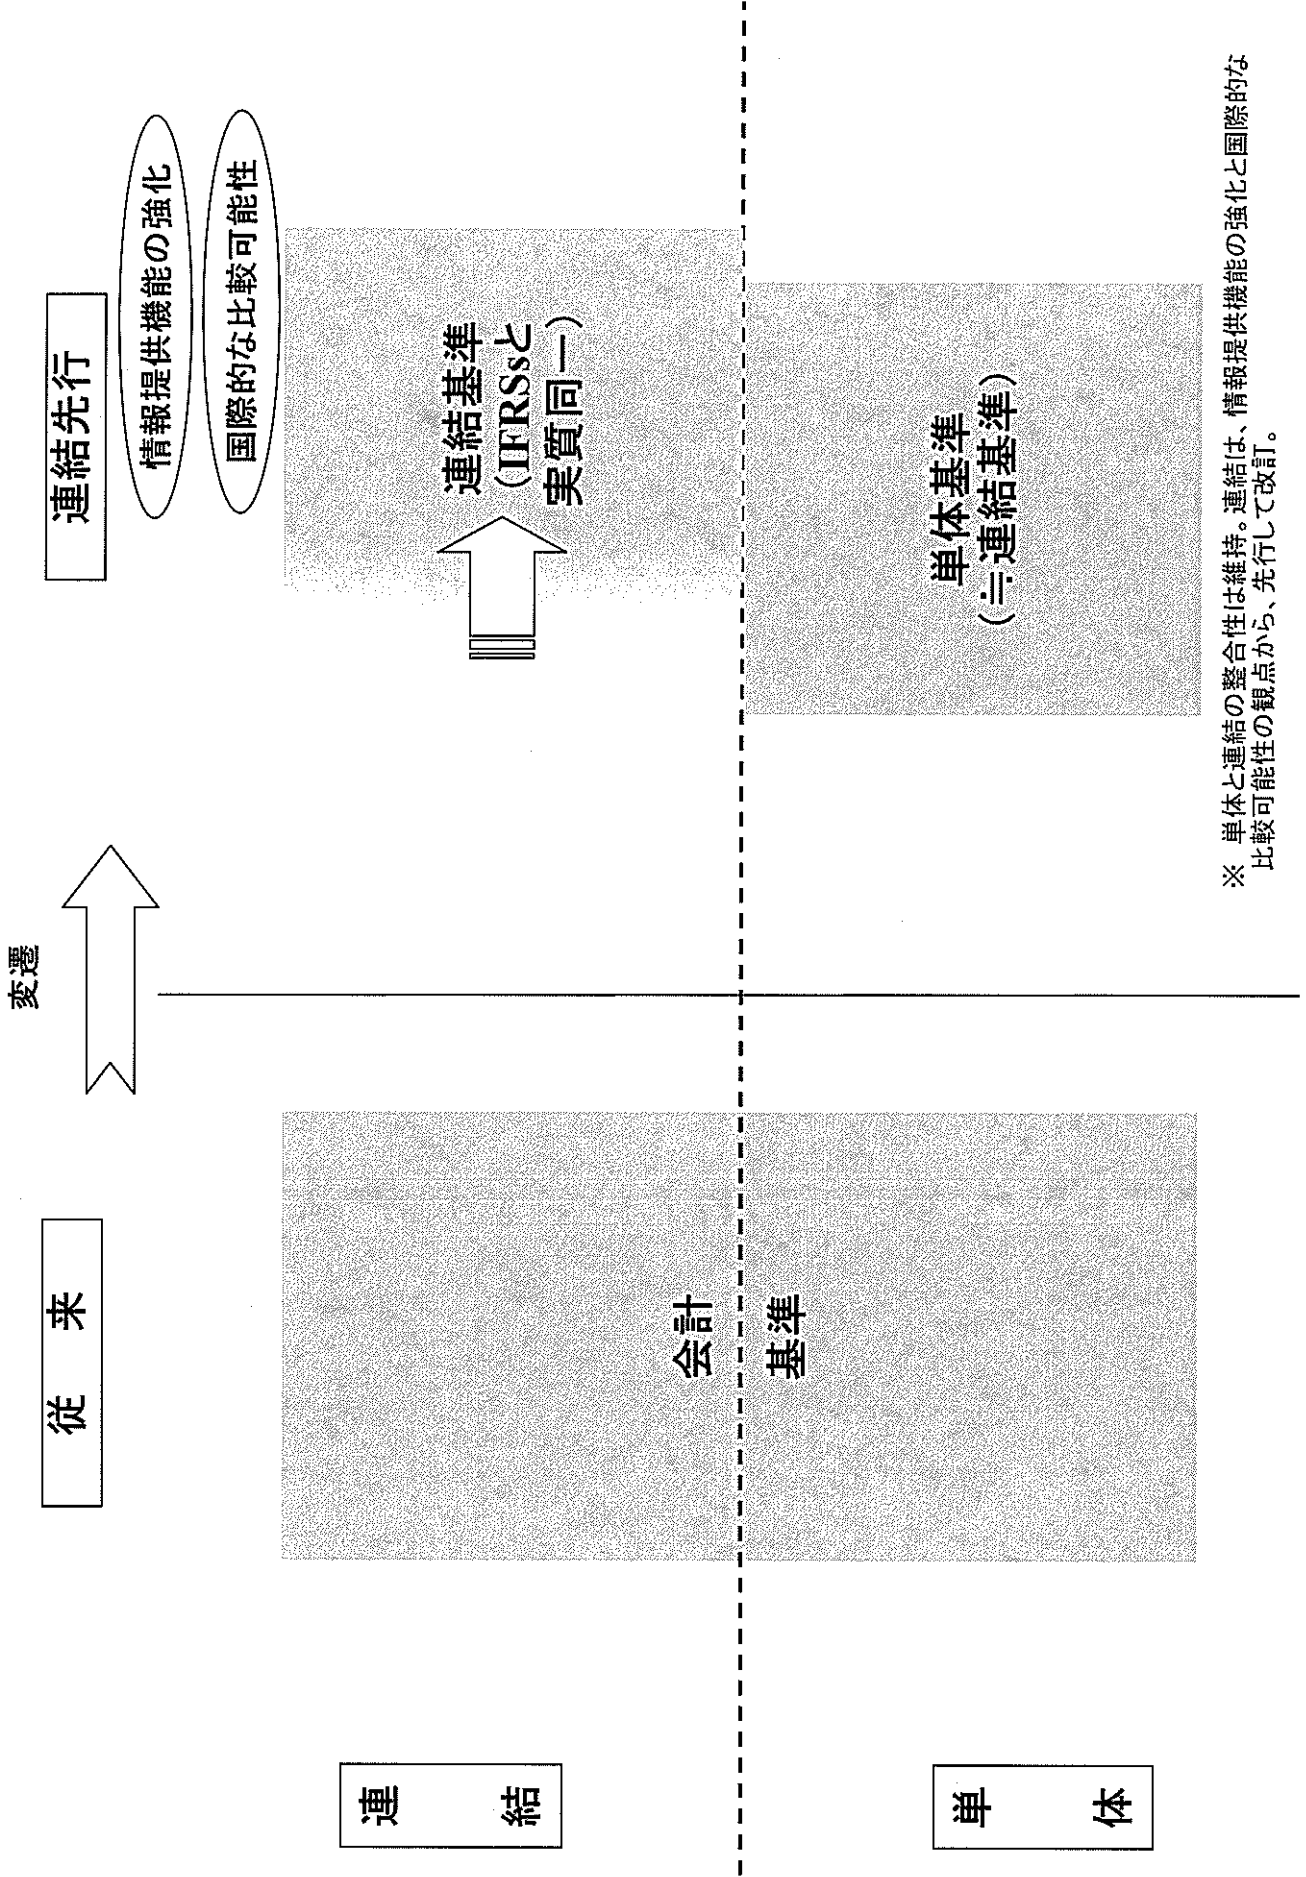 変遷
従　来
連結先行
情報提供機能の強化
国際的な比較可能性
連　結
会計
基準
連結基準
（IFRSsと
実質同一）
単　体
単体基準
（≒連結基準）
※ 単体と連結の整合性は維持。連結は、情報提供機能の強化と国際的な
比較可能性の観点から、先行して改訂。